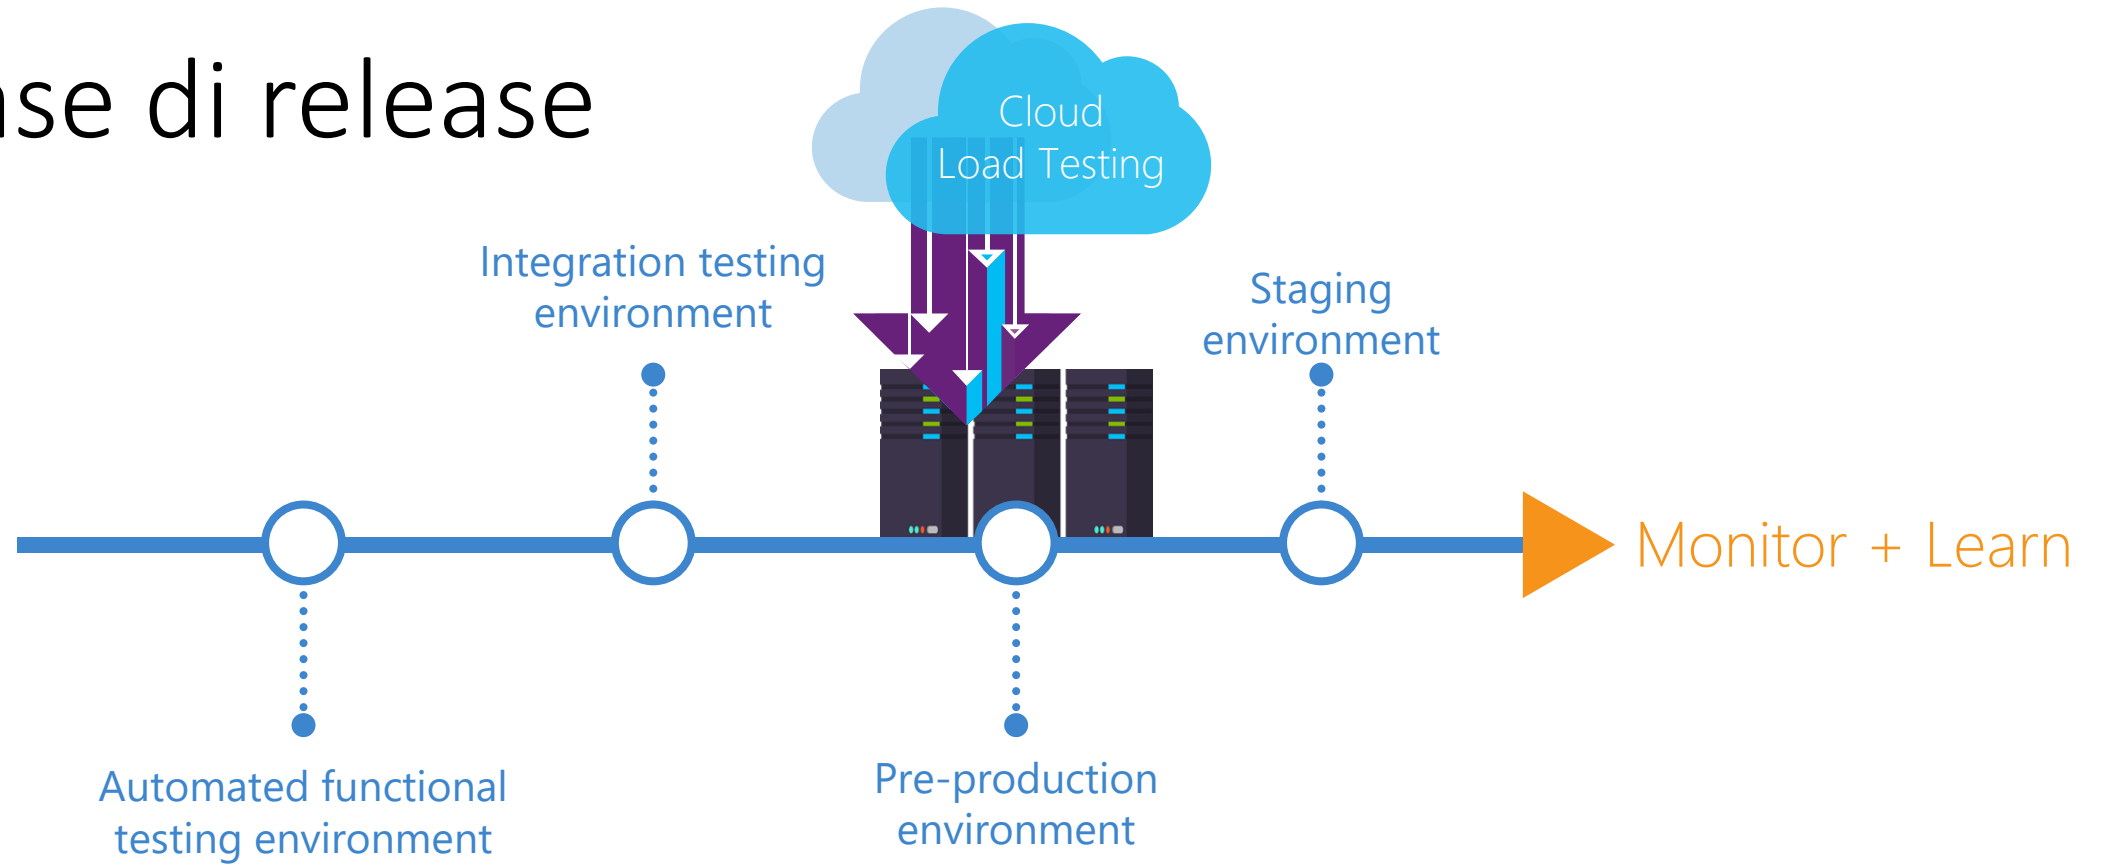 ase di release
Cloud
Load Testing
Integration testing
environment
Staging
environment
Monitor + Learn
Automated functional
testing environment
Pre-production
environment